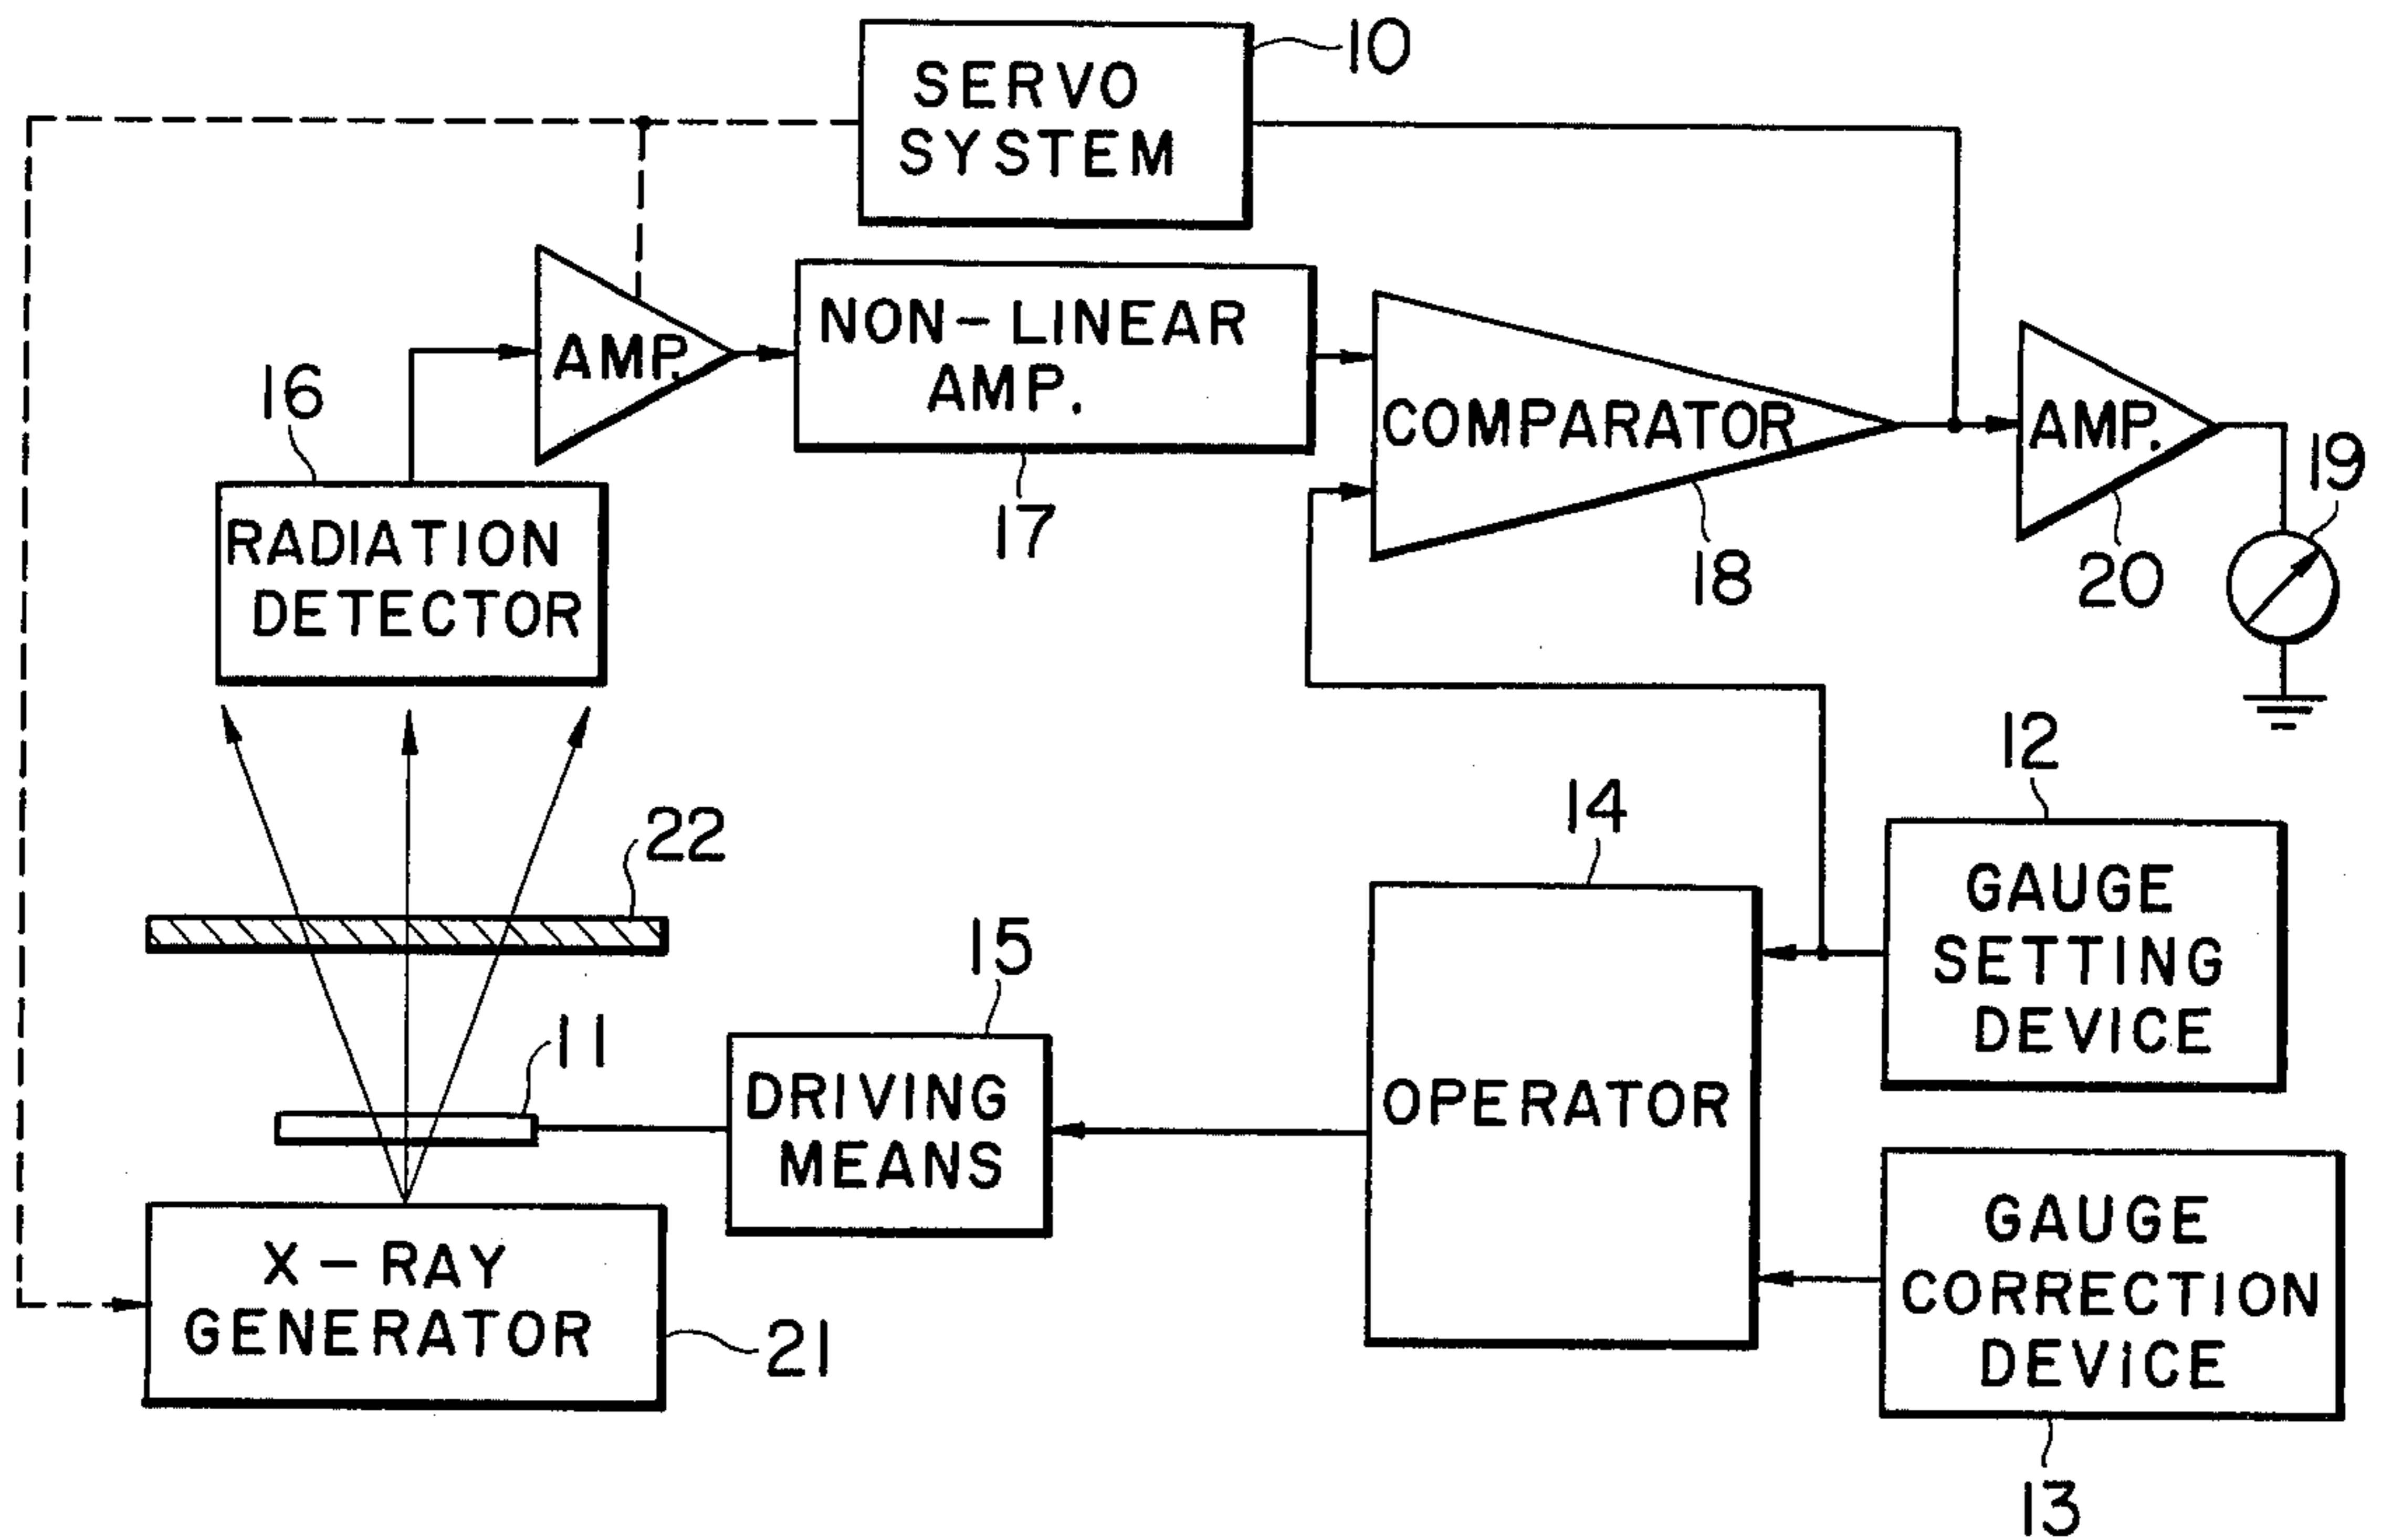 10
SERVO
SYSTEM
AMP.
NON-LINEAR
AMP.
17
COMPARATOR
18
AMP.
20
19
16
RADIATION
DETECTOR
22
11
15
DRIVING
MEANS
14
OPERATOR
12
GAUGE
SETTING
DEVICE
GAUGE
CORRECTION
DEVICE
13
X-RAY
GENERATOR
21